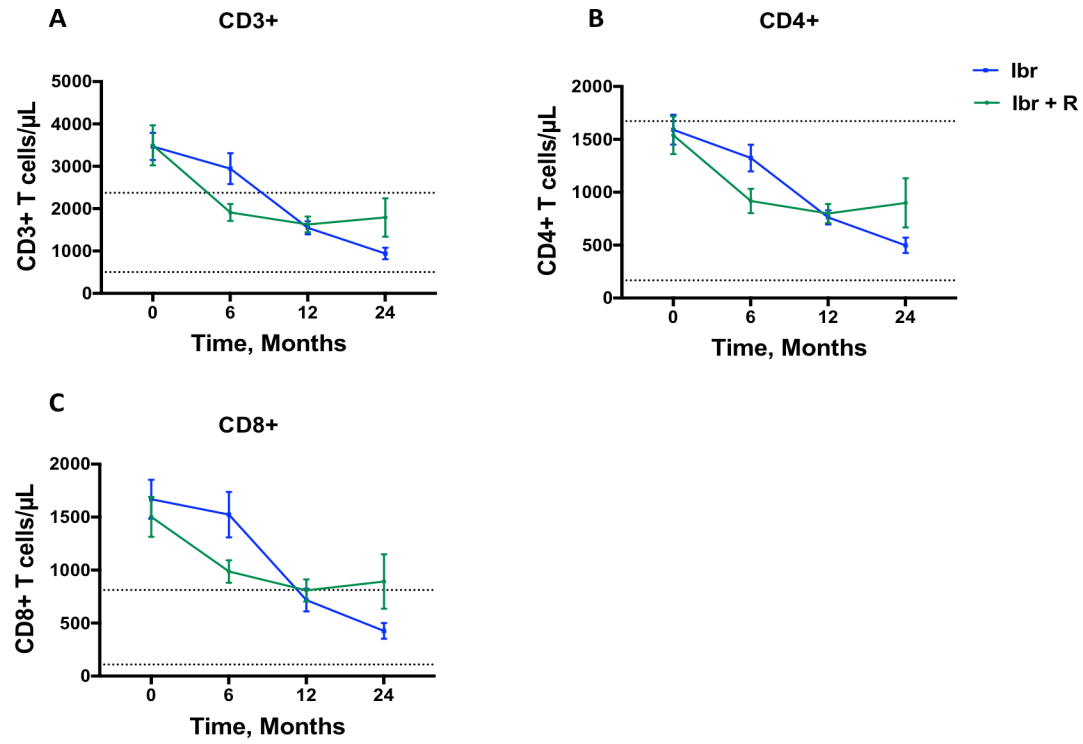 A
CD3+
CD3+ T cells/µL
5000
4000
3000
2000
1000
0
0 6 12 24
Time, Months
B
CD4+
CD4+ T cells/µL
2000
1500
1000
500
0
0 6 12 24
Time, Months
Ibr
Ibr + R
C
CD8+
CD8+ T cells/µL
2000
1500
1000
500
0
0 6 12 24
Time, Months